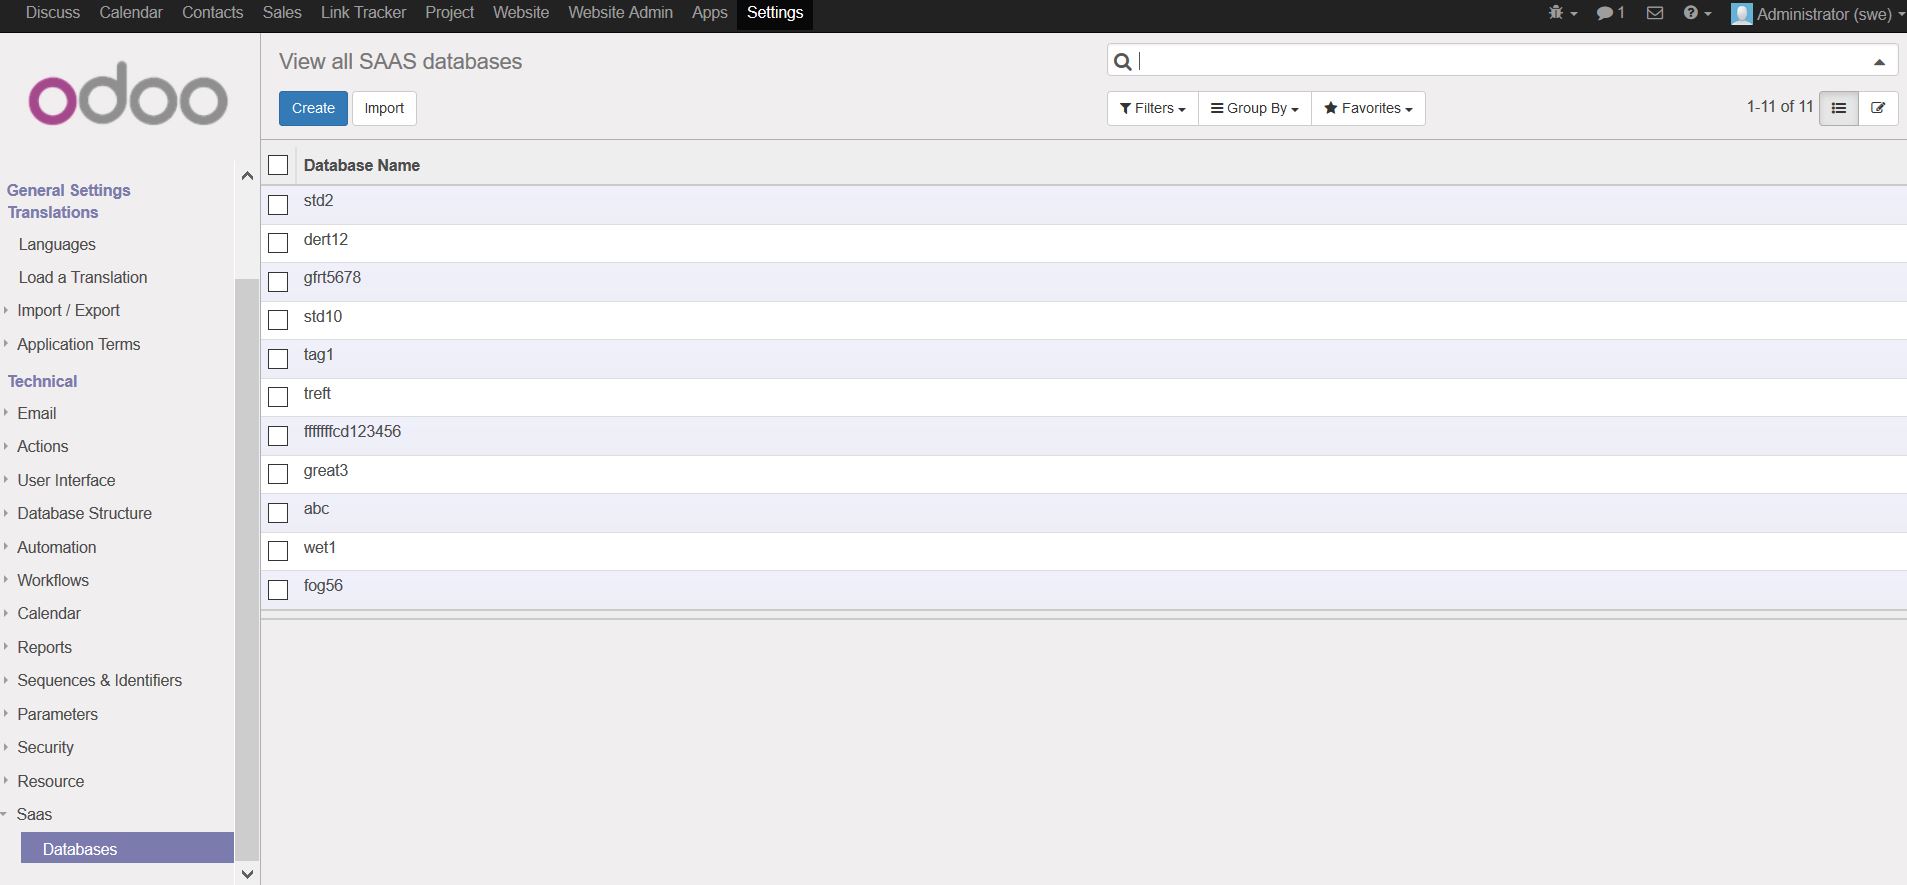 Discuss Calendar Contacts Sales Link Tracker Project Website Website Admin Apps Settings 1 Administrator (swe)
odoo
View all SAAS databases
Create Import
Filters Group By Favorites 1-11 of 11
General Settings
Translations
Languages
Load a Translation
Import / Export
Application Terms
Technical
Email
Actions
User Interface
Database Structure
Automation
Workflows
Calendar
Reports
Sequences & Identifiers
Parameters
Security
Resource
Saas
Databases
Database Name
std2
dert12
gfrt5678
std10
tag1
treft
great3
abc
wet1
fog56